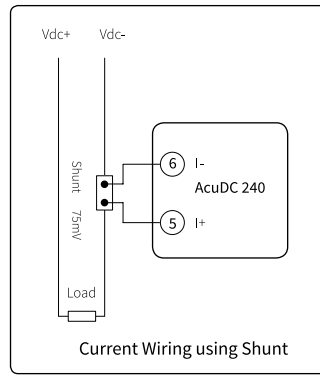 Vdc+ Vdc-
6 I-
AcuDC 240
Shunt 75mV
5 I+
Load
Current Wiring using Shunt